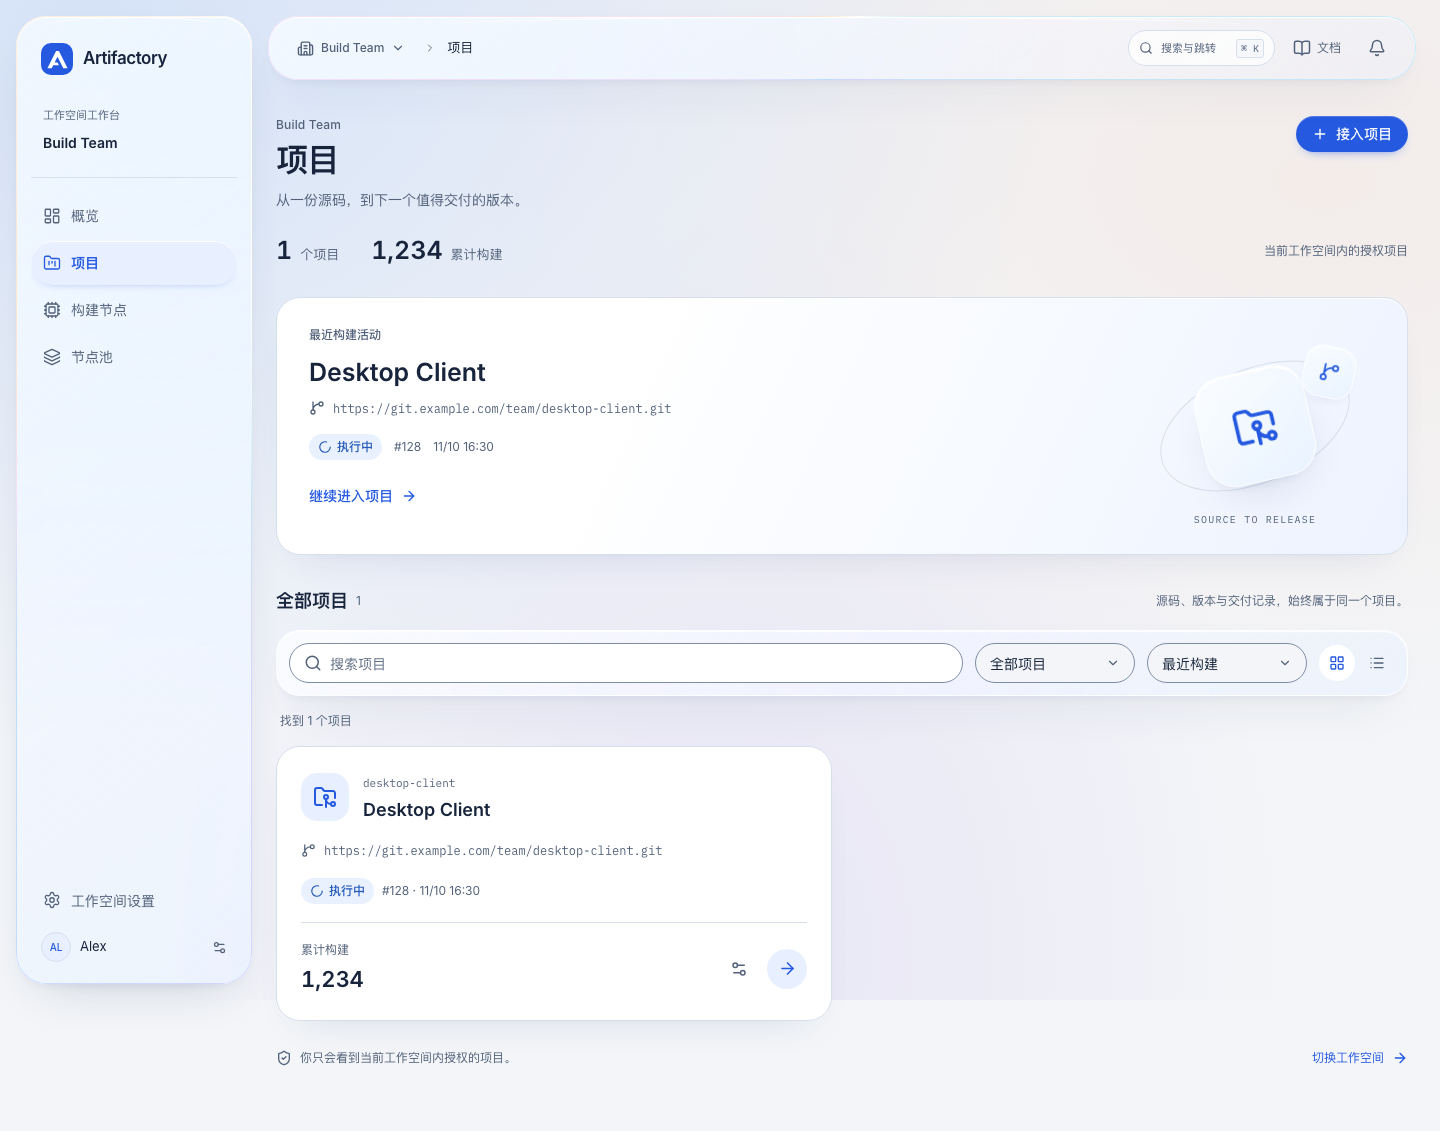 Artifactory
工作空间工作台
Build Team
概览
项目
构建节点
节点池
工作空间设置
AL
Alex
Build Team
项目
搜索与跳转
⌘ K
文档
Build Team
项目
从一份源码，到下一个值得交付的版本。
接入项目
1 个项目
1,234 累计构建
当前工作空间内的授权项目
最近构建活动
Desktop Client
https://git.example.com/team/desktop-client.git
执行中 #128 11/10 16:30
继续进入项目
SOURCE TO RELEASE
全部项目 1
源码、版本与交付记录，始终属于同一个项目。
搜索项目
全部项目
最近构建
找到 1 个项目
desktop-client
Desktop Client
https://git.example.com/team/desktop-client.git
执行中 #128 · 11/10 16:30
累计构建
1,234
你只会看到当前工作空间内授权的项目。
切换工作空间